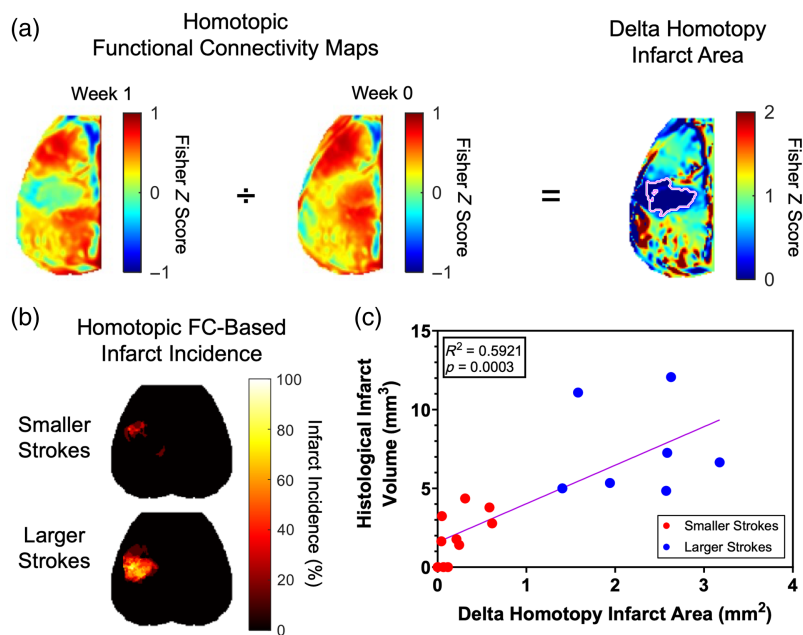 (a)
Homotopic
Functional Connectivity Maps
Delta Homotopy
Infarct Area
Week 1
Week 0
1
0
−1
Fisher Z Score
÷
1
0
−1
Fisher Z Score
=
2
1
0
Fisher Z Score
(b)
Homotopic FC-Based
Infarct Incidence
Smaller
Strokes
Larger
Strokes
100
80
60
40
20
0
Infarct Incidence (%)
(c)
R² = 0.5921
p = 0.0003
Histological Infarct
Volume (mm³)
15
10
5
0
0
1
2
3
4
Smaller Strokes
Larger Strokes
Delta Homotopy Infarct Area (mm²)